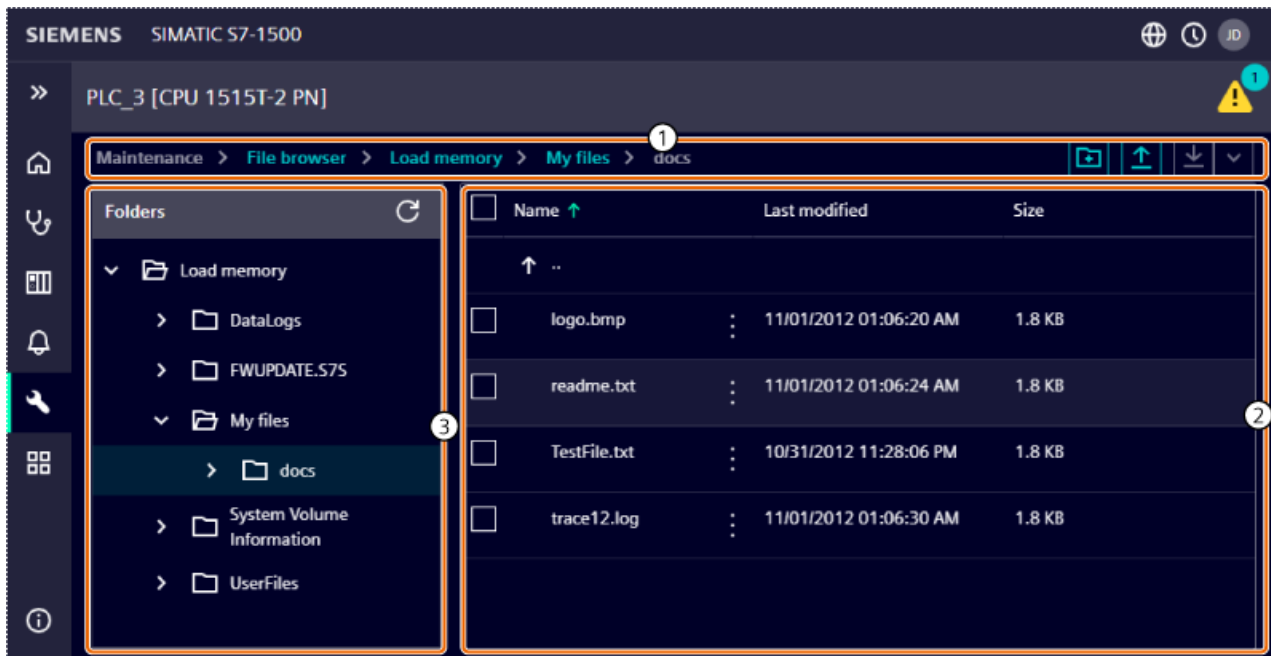 SIEMENS SIMATIC S7-1500 JD
PLC_3 [CPU 1515T-2 PN] 1
1
Maintenance > File browser > Load memory > My files > docs
Folders
Load memory
DataLogs
FWUPDATE.S7S
My files
docs
System Volume
Information
UserFiles
3
Name ↑ Last modified Size
↑ ..
logo.bmp 11/01/2012 01:06:20 AM 1.8 KB
readme.txt 11/01/2012 01:06:24 AM 1.8 KB
TestFile.txt 10/31/2012 11:28:06 PM 1.8 KB
trace12.log 11/01/2012 01:06:30 AM 1.8 KB
2